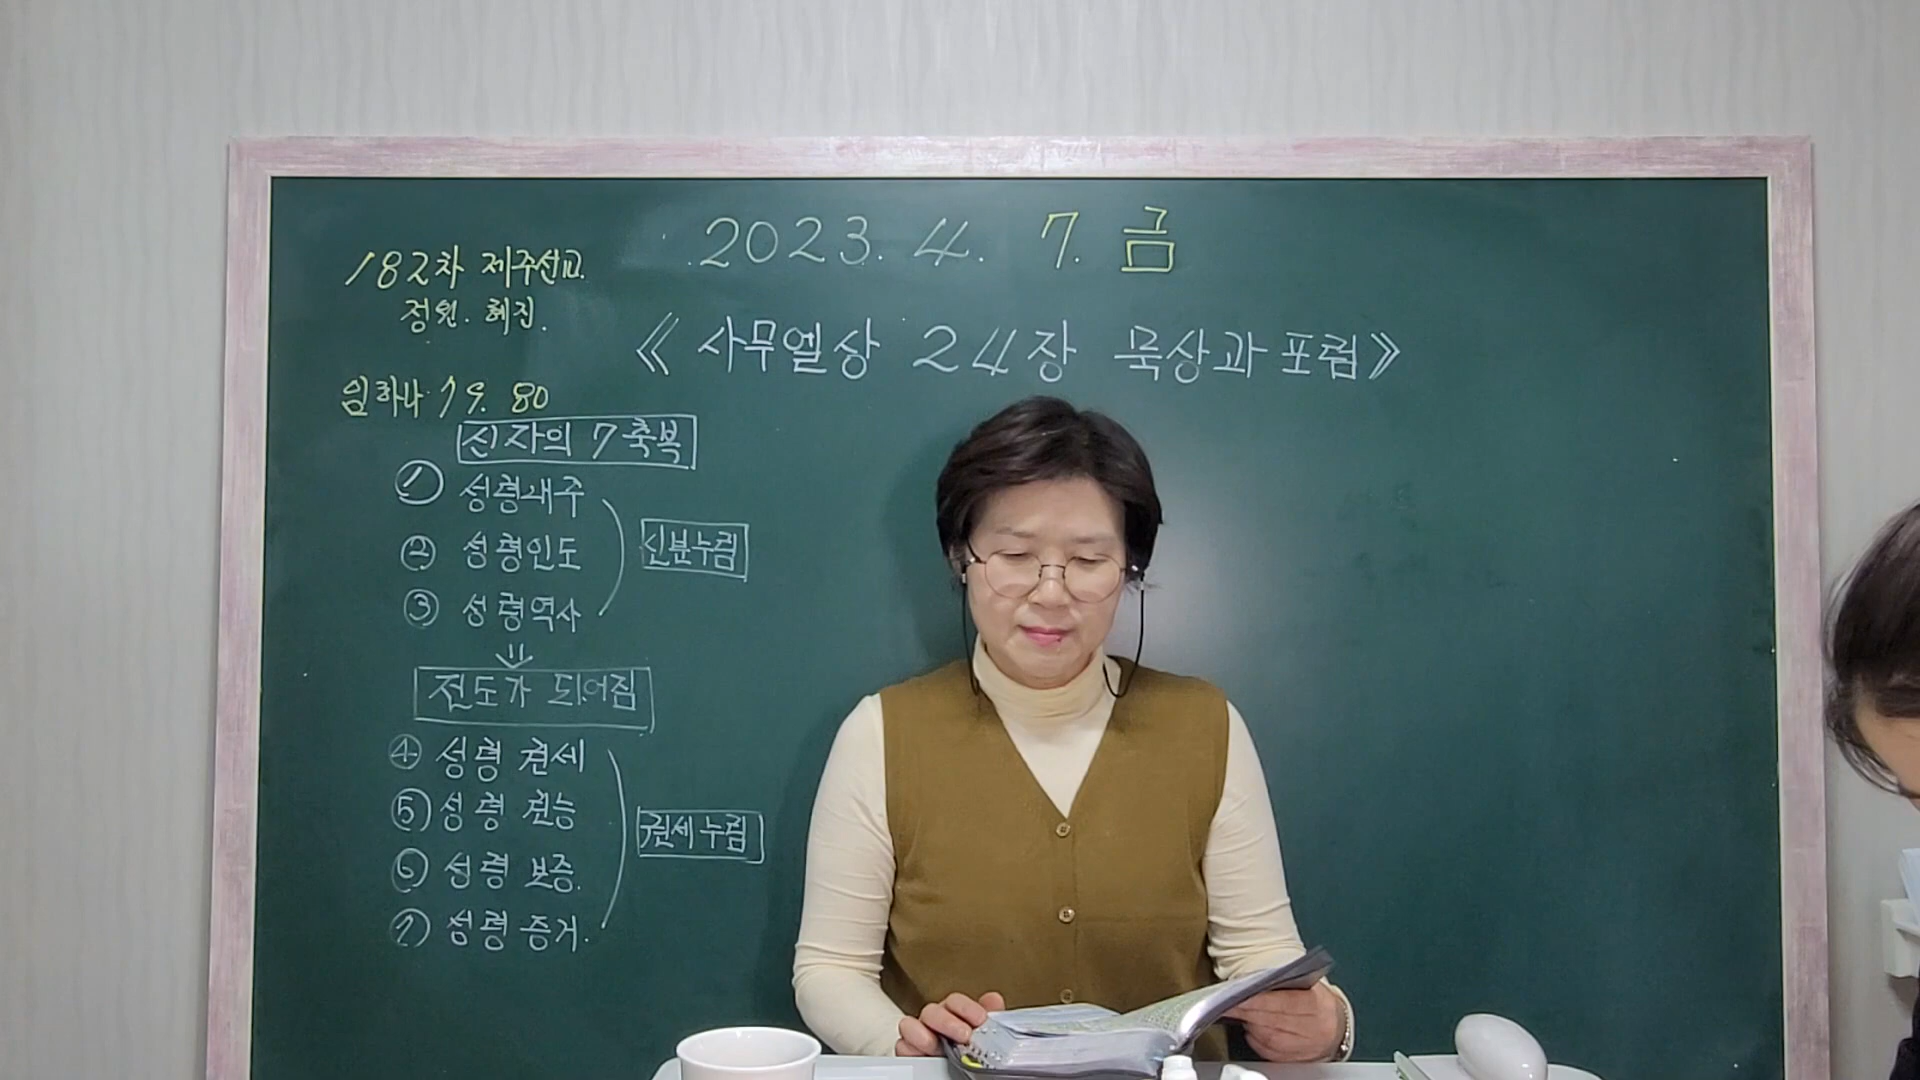 2023. 4. 7. 금
《사무엘상 24장 묵상과 포럼》
182차 제주선교
정원. 혜진.
임하나 79. 80
신자의 7축복
① 성령내주
② 성령인도
③ 성령역사
신분누림
전도가 되어짐
④ 성령 권세
⑤ 성령 권능
⑥ 성령 보증.
⑦ 성령 증거.
권세누림